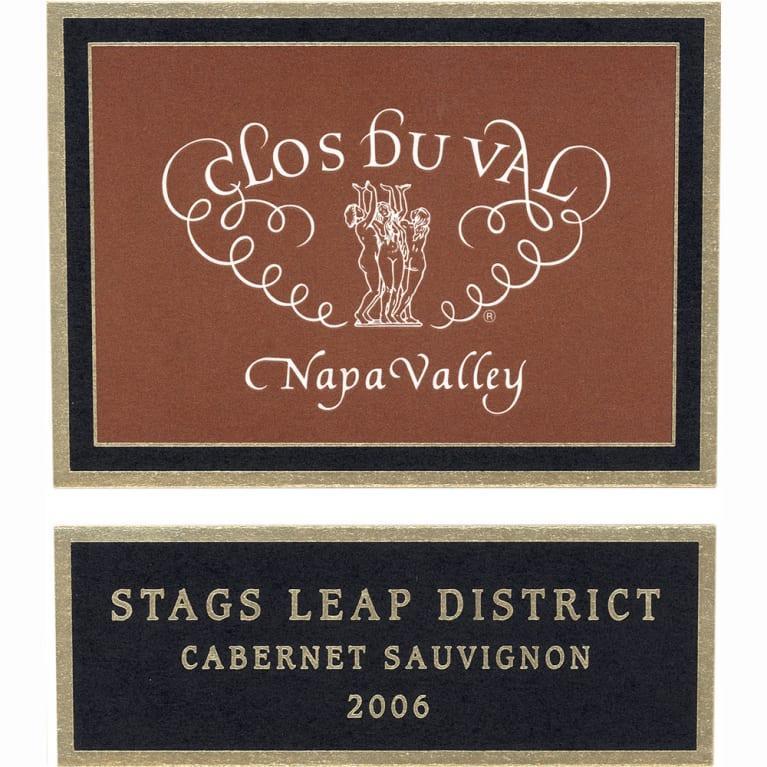 CLOS DU VAL
®
Napa Valley
STAGS LEAP DISTRICT
CABERNET SAUVIGNON
2006